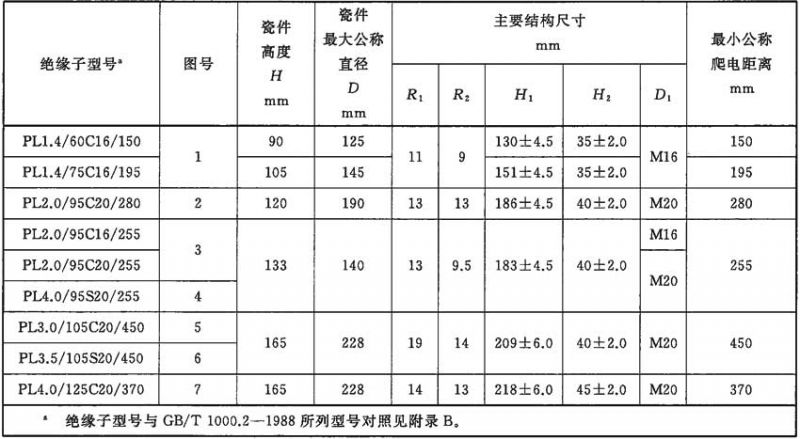 绝缘子型号ᵃ 图号 瓷件高度 H mm 瓷件最大公称直径 D mm 主要结构尺寸 mm 最小公称爬电距离 mm
R₁ R₂ H₁ H₂ D₁
PL1.4/60C16/150 1 90 125 11 9 130±4.5 35±2.0 M16 150
PL1.4/75C16/195 105 145 151±4.5 35±2.0 195
PL2.0/95C20/280 2 120 190 13 13 186±4.5 40±2.0 M20 280
PL2.0/95C16/255 3 133 140 13 9.5 183±4.5 40±2.0 M16 255
PL2.0/95C20/255 M20
PL4.0/95S20/255 4
PL3.0/105C20/450 5 165 228 19 14 209±6.0 40±2.0 M20 450
PL3.5/105S20/450 6
PL4.0/125C20/370 7 165 228 14 13 218±6.0 45±2.0 M20 370
ᵃ 绝缘子型号与 GB/T 1000.2—1988 所列型号对照见附录 B。